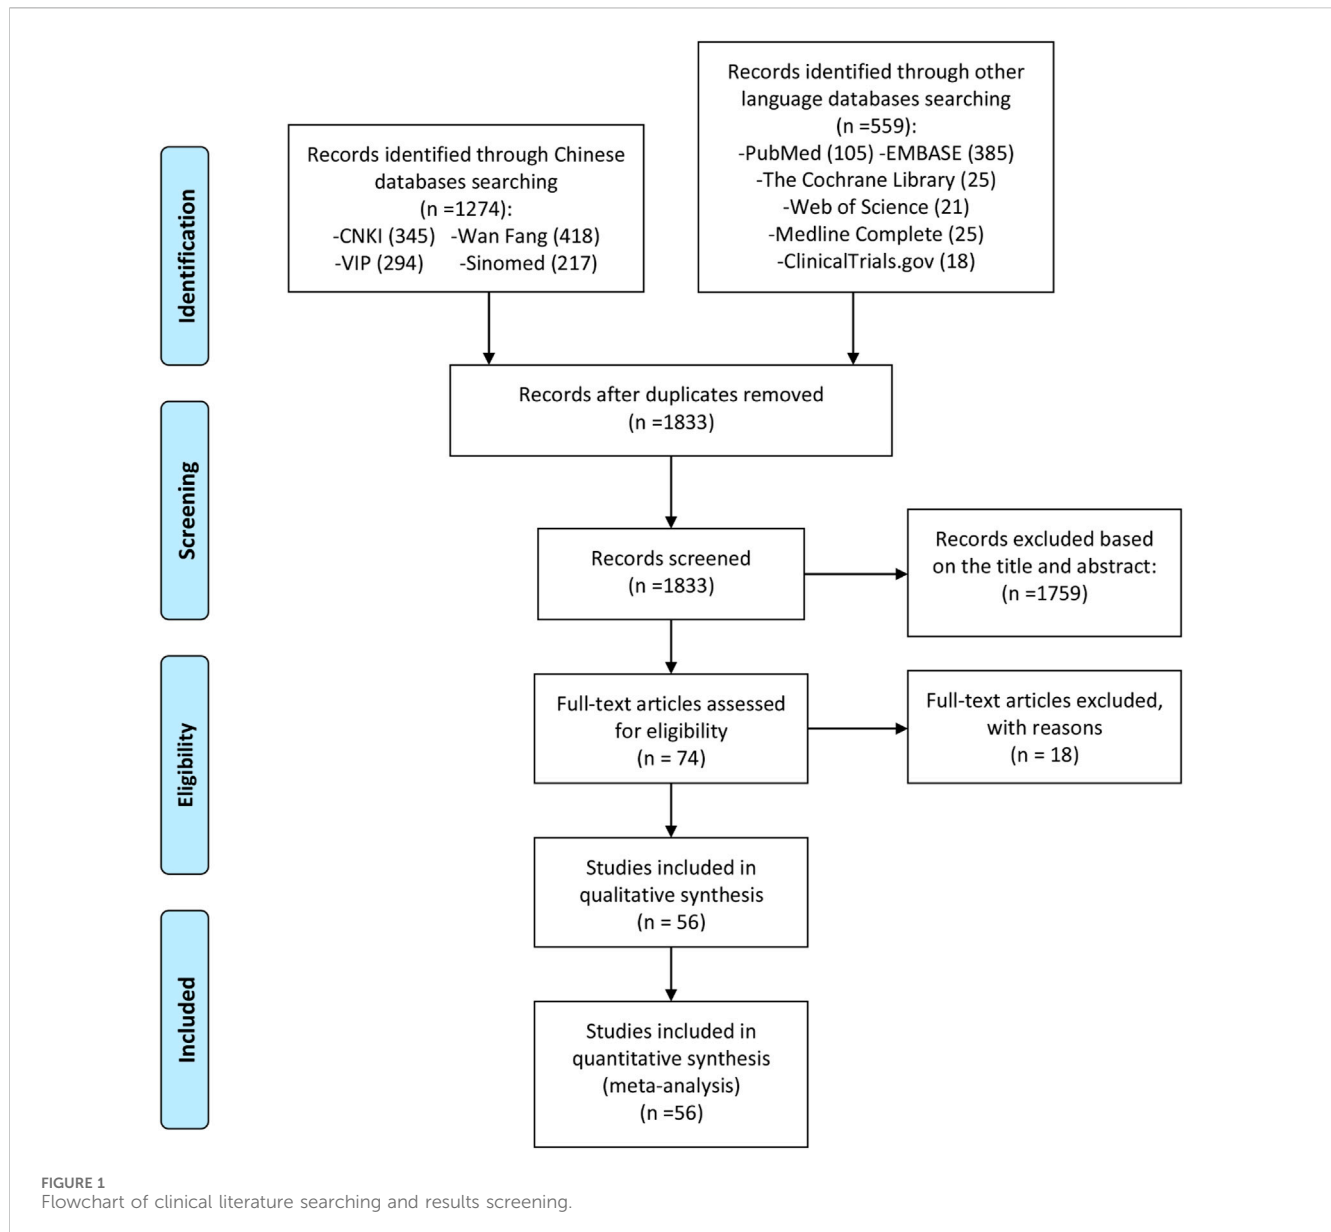 Identification
Records identified through Chinese
databases searching
(n =1274):
-CNKI (345) -Wan Fang (418)
-VIP (294) -Sinomed (217)
Records identified through other
language databases searching
(n =559):
-PubMed (105) -EMBASE (385)
-The Cochrane Library (25)
-Web of Science (21)
-Medline Complete (25)
-ClinicalTrials.gov (18)
Records after duplicates removed
(n =1833)
Screening
Records screened
(n =1833)
Records excluded based
on the title and abstract:
(n =1759)
Eligibility
Full-text articles assessed
for eligibility
(n = 74)
Full-text articles excluded,
with reasons
(n = 18)
Studies included in
qualitative synthesis
(n = 56)
Included
Studies included in
quantitative synthesis
(meta-analysis)
(n =56)
FIGURE 1
Flowchart of clinical literature searching and results screening.